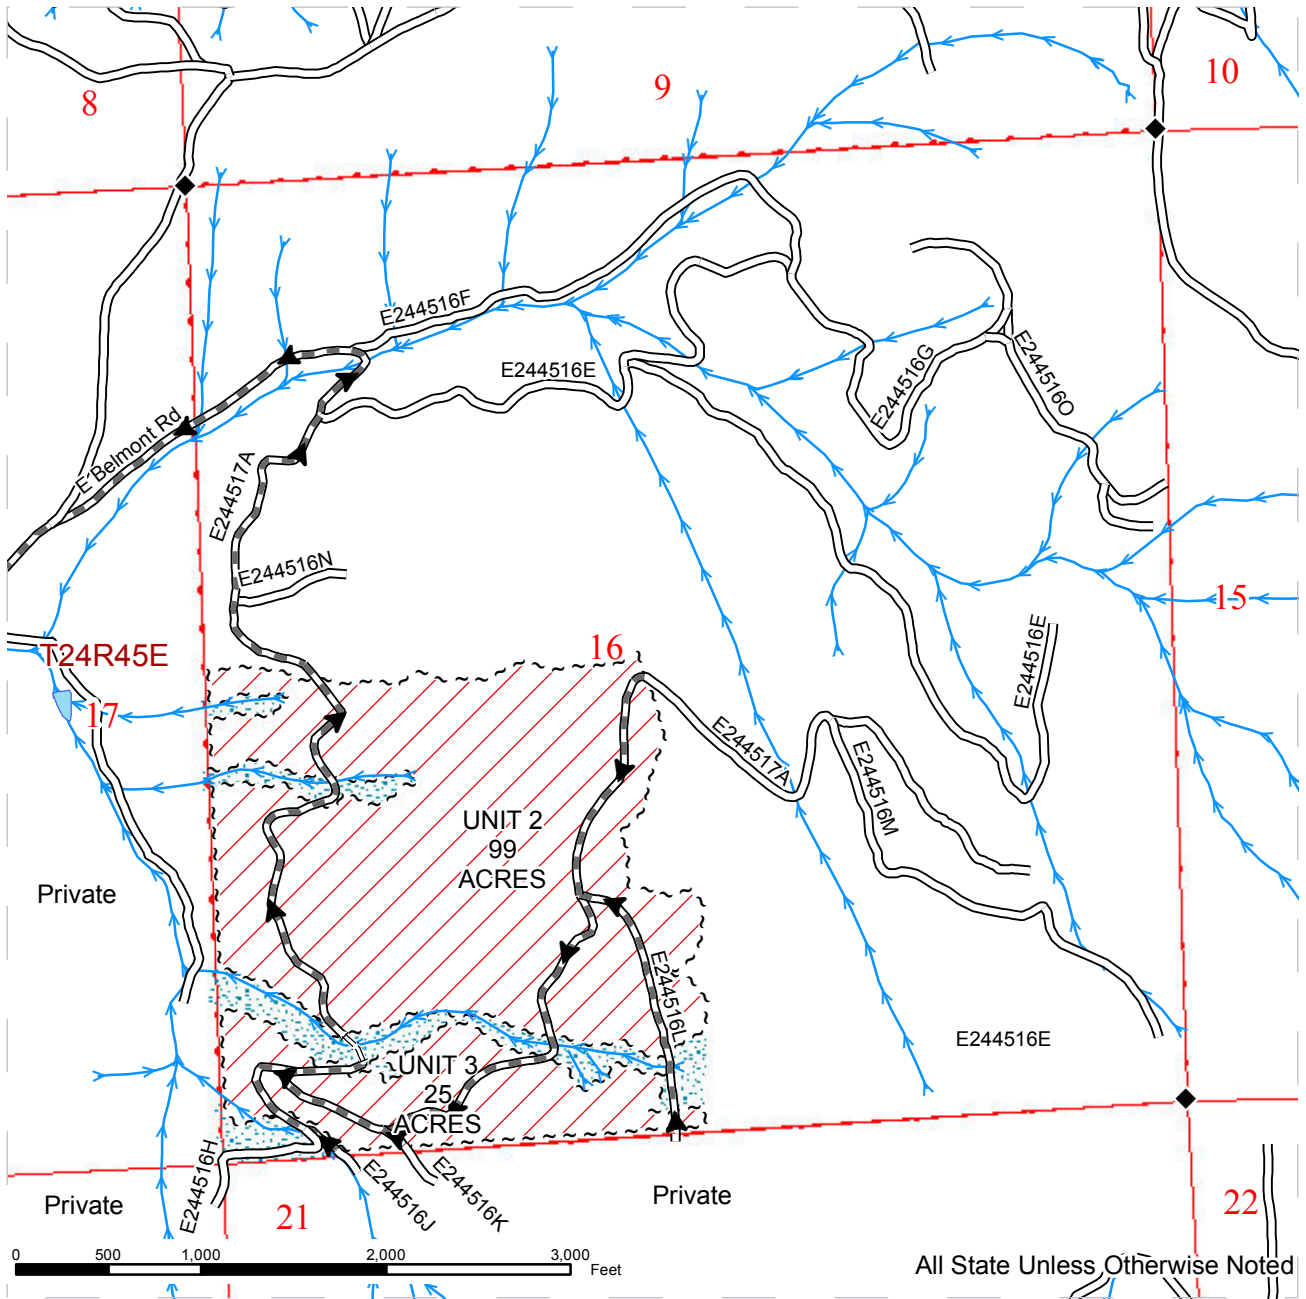 8
9
10
E244516F
E244516E
E244516G
E244516O
E Belmont Rd
E244517A
E244516N
15
16
T24R45E
17
E244516E
E244517A
E244516M
UNIT 2
99
ACRES
Private
E244516L
E244516E
UNIT 3
25
ACRES
E244516H
E244516J
E244516K
Private
Private
21
22
0 500 1,000 2,000 3,000
Feet
All State Unless Otherwise Noted